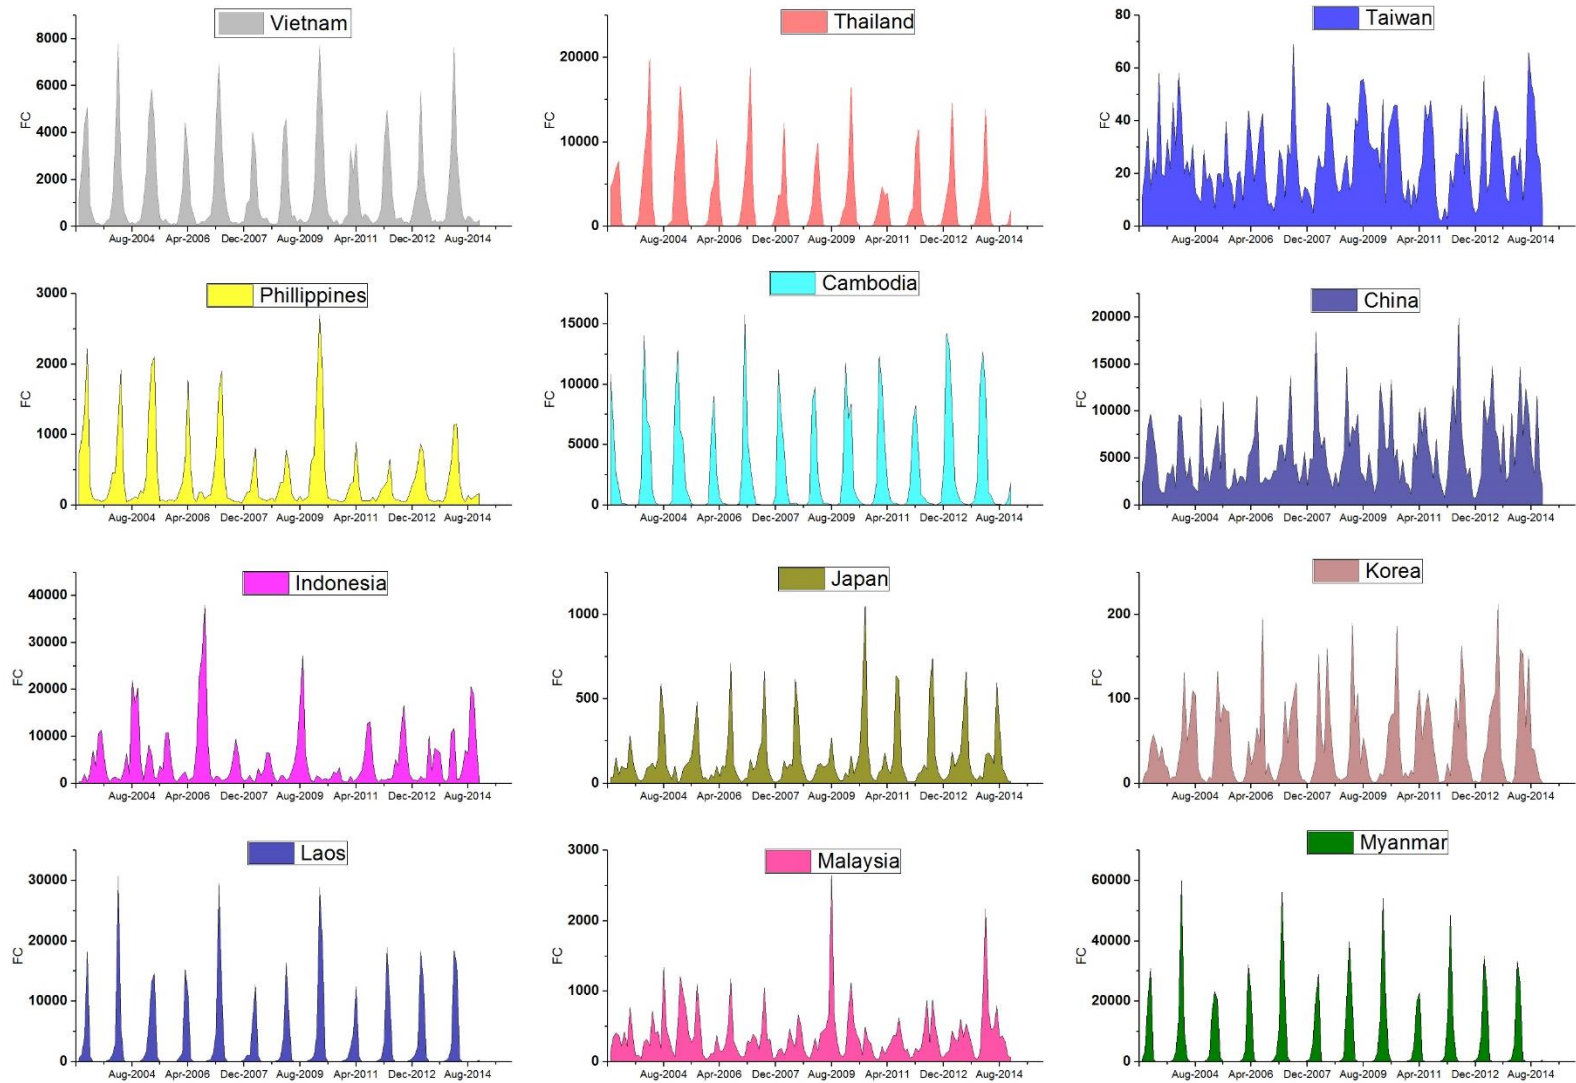 Vietnam
FC
8000
6000
4000
2000
0
Aug-2004 Apr-2006 Dec-2007 Aug-2009 Apr-2011 Dec-2012 Aug-2014
Thailand
FC
20000
10000
0
Aug-2004 Apr-2006 Dec-2007 Aug-2009 Apr-2011 Dec-2012 Aug-2014
Taiwan
FC
80
60
40
20
0
Aug-2004 Apr-2006 Dec-2007 Aug-2009 Apr-2011 Dec-2012 Aug-2014
Phillippines
FC
3000
2000
1000
0
Aug-2004 Apr-2006 Dec-2007 Aug-2009 Apr-2011 Dec-2012 Aug-2014
Cambodia
FC
15000
10000
5000
0
Aug-2004 Apr-2006 Dec-2007 Aug-2009 Apr-2011 Dec-2012 Aug-2014
China
FC
20000
15000
10000
5000
0
Aug-2004 Apr-2006 Dec-2007 Aug-2009 Apr-2011 Dec-2012 Aug-2014
Indonesia
FC
40000
30000
20000
10000
0
Aug-2004 Apr-2006 Dec-2007 Aug-2009 Apr-2011 Dec-2012 Aug-2014
Japan
FC
1000
500
0
Aug-2004 Apr-2006 Dec-2007 Aug-2009 Apr-2011 Dec-2012 Aug-2014
Korea
FC
200
100
0
Aug-2004 Apr-2006 Dec-2007 Aug-2009 Apr-2011 Dec-2012 Aug-2014
Laos
FC
30000
20000
10000
0
Aug-2004 Apr-2006 Dec-2007 Aug-2009 Apr-2011 Dec-2012 Aug-2014
Malaysia
FC
3000
2000
1000
0
Aug-2004 Apr-2006 Dec-2007 Aug-2009 Apr-2011 Dec-2012 Aug-2014
Myanmar
FC
60000
40000
20000
0
Aug-2004 Apr-2006 Dec-2007 Aug-2009 Apr-2011 Dec-2012 Aug-2014